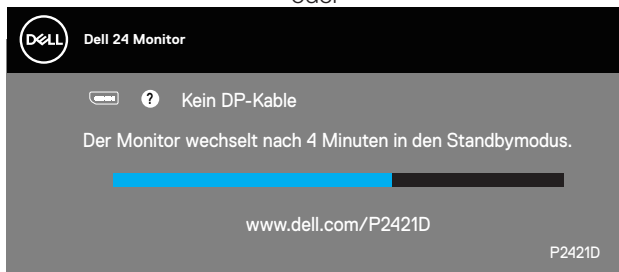 DELL Dell 24 Monitor
? Kein DP-Kable
Der Monitor wechselt nach 4 Minuten in den Standbymodus.
www.dell.com/P2421D
P2421D